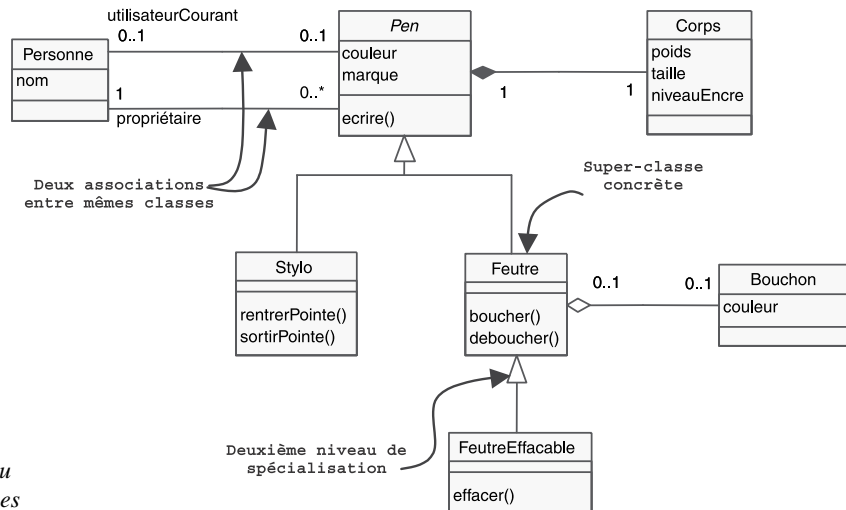 utilisateurCourant
0..1
0..1
Personne
nom
1
0..*
propriétaire
Pen
couleur
marque
ecrire()
1
1
Corps
poids
taille
niveauEncre
Deux associations
entre mêmes classes
Super-classe
concrète
Stylo
rentrerPointe()
sortirPointe()
Feutre
boucher()
deboucher()
0..1
0..1
Bouchon
couleur
Deuxième niveau de
spécialisation
FeutreEffacable
effacer()
u
es